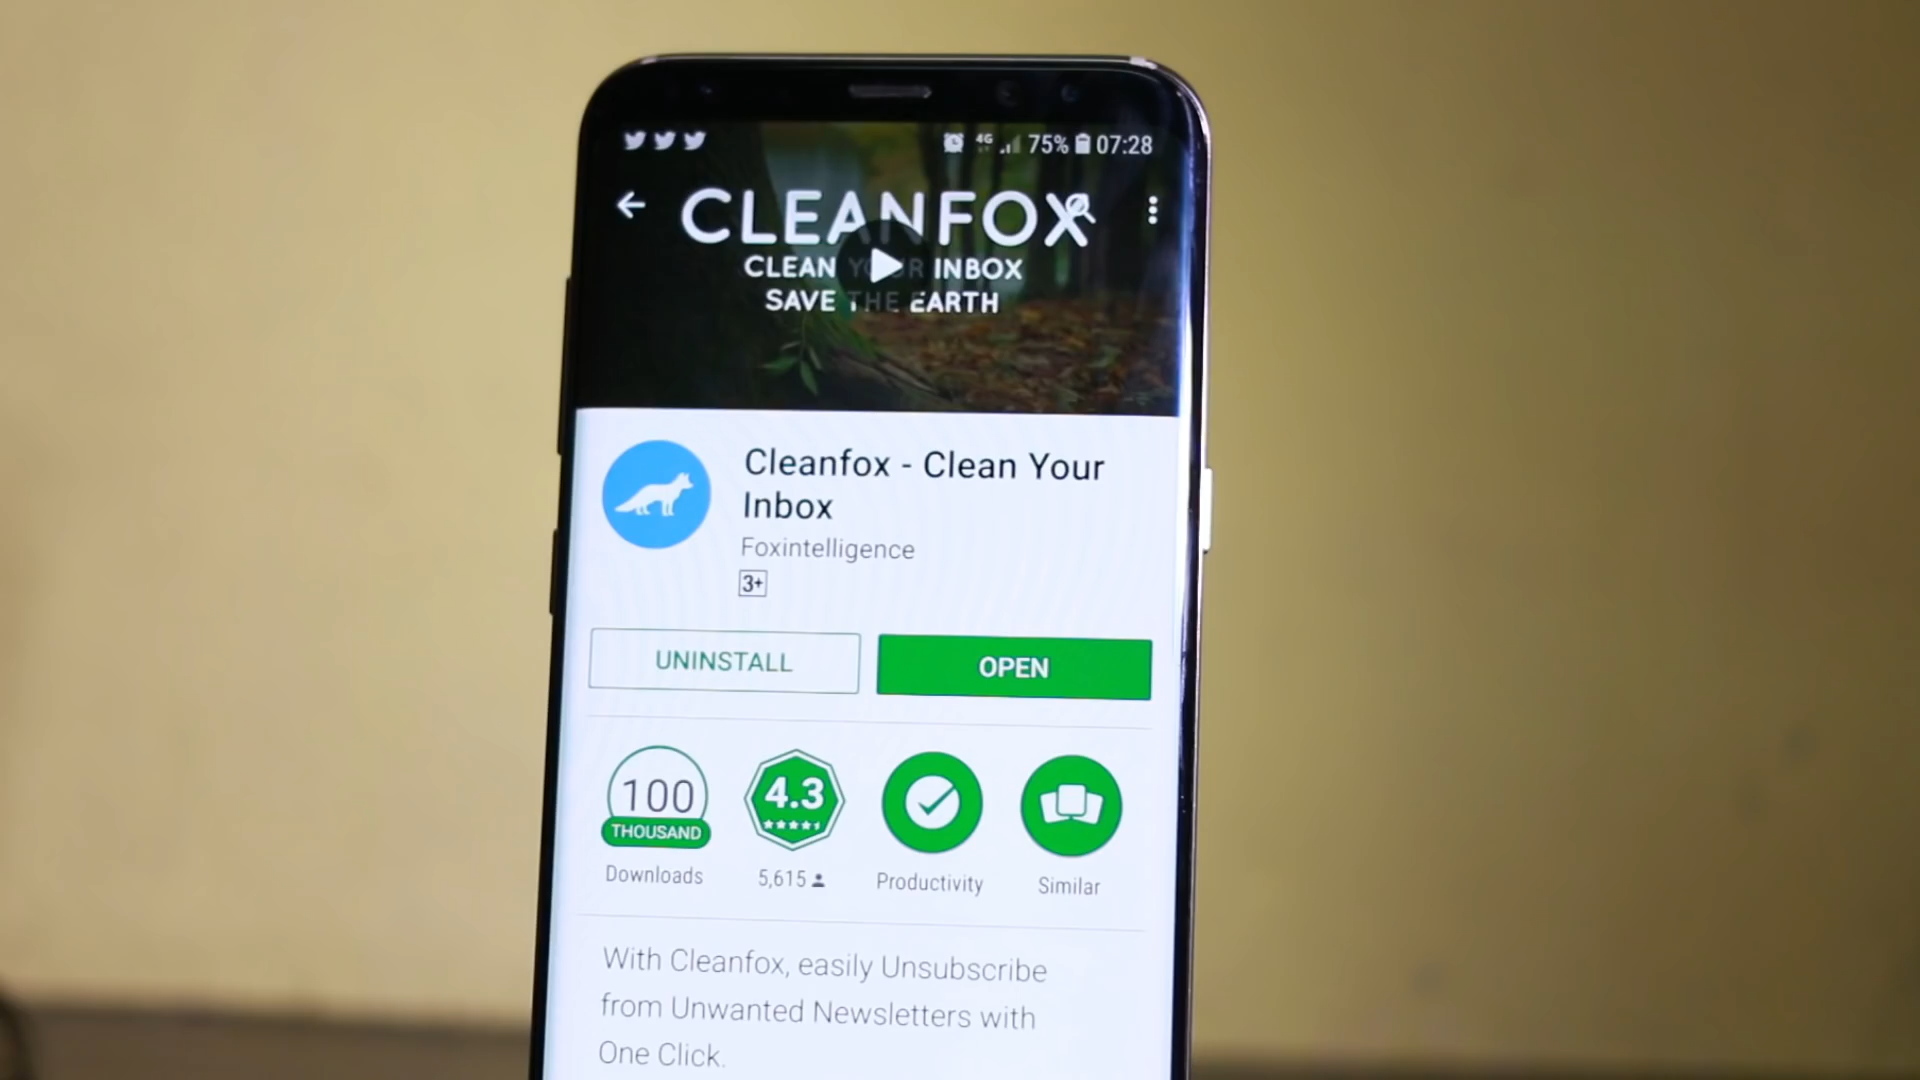 4G 75% 07:28
CLEANFOX
CLEAN YOUR INBOX
SAVE THE EARTH
Cleanfox - Clean Your
Inbox
Foxintelligence
3+
UNINSTALL OPEN
100 4.3
THOUSAND
Downloads 5,615 Productivity Similar
With Cleanfox, easily Unsubscribe
from Unwanted Newsletters with
One Click.